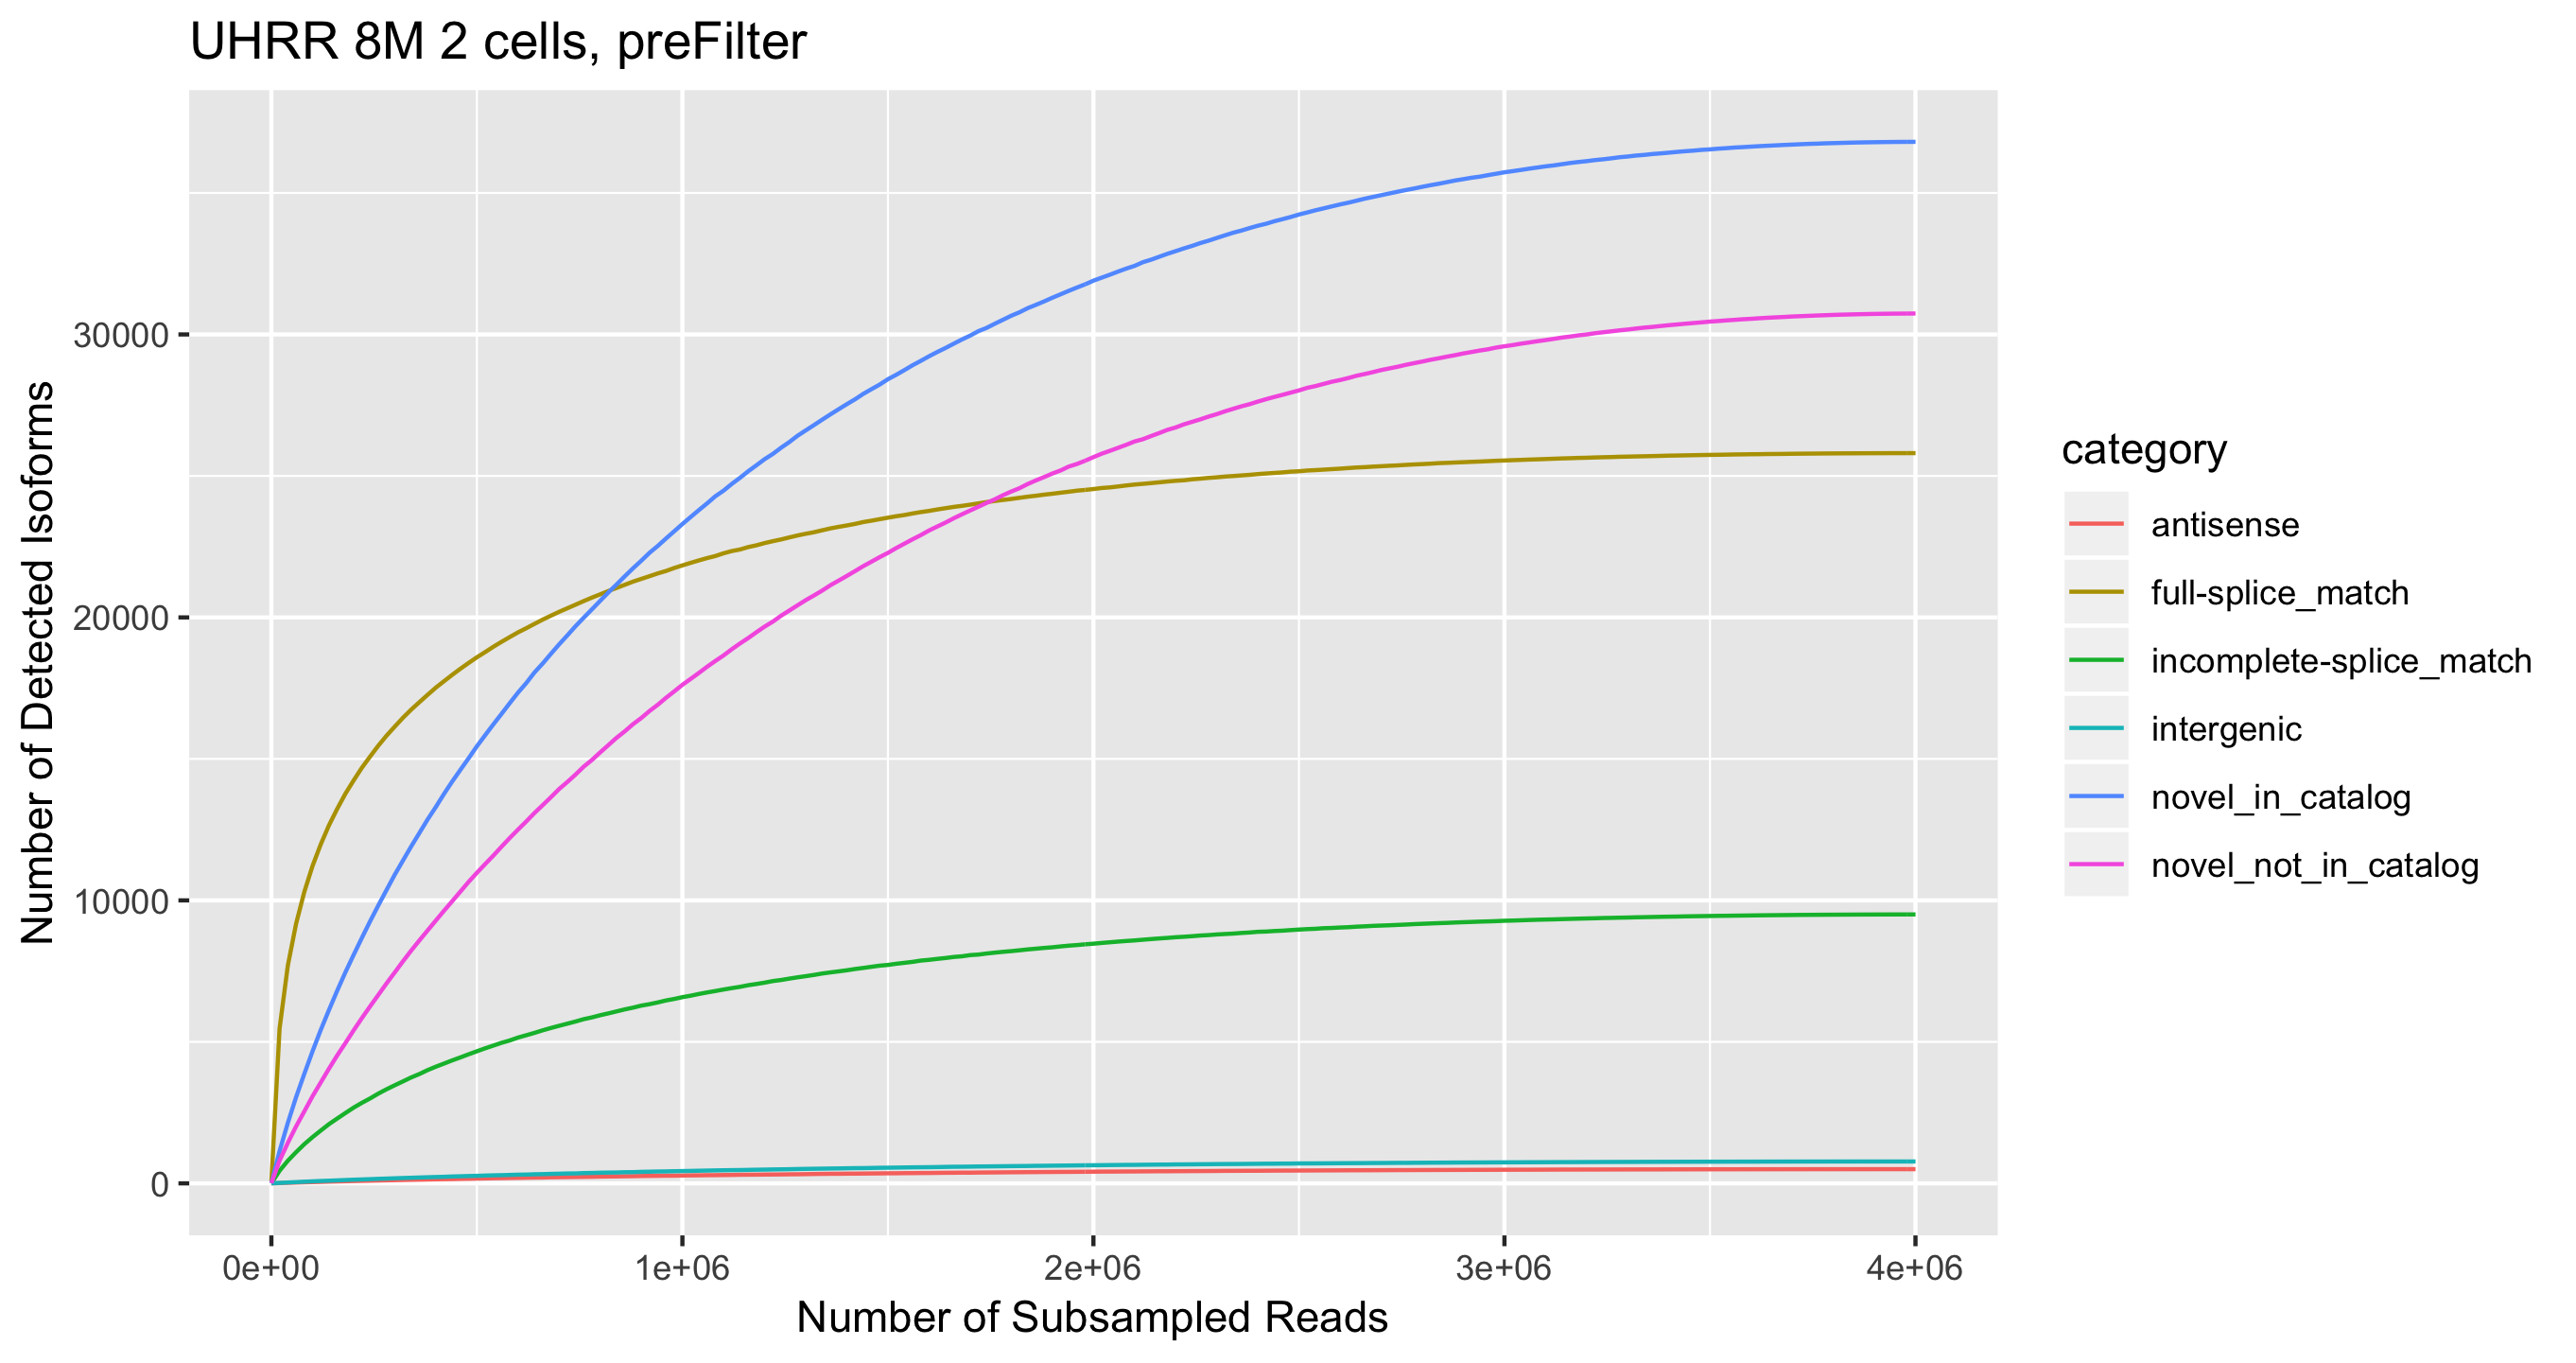 UHRR 8M 2 cells, preFilter
Number of Detected Isoforms
30000
20000
10000
0
0e+00 1e+06 2e+06 3e+06 4e+06
Number of Subsampled Reads
category
antisense
full-splice_match
incomplete-splice_match
intergenic
novel_in_catalog
novel_not_in_catalog